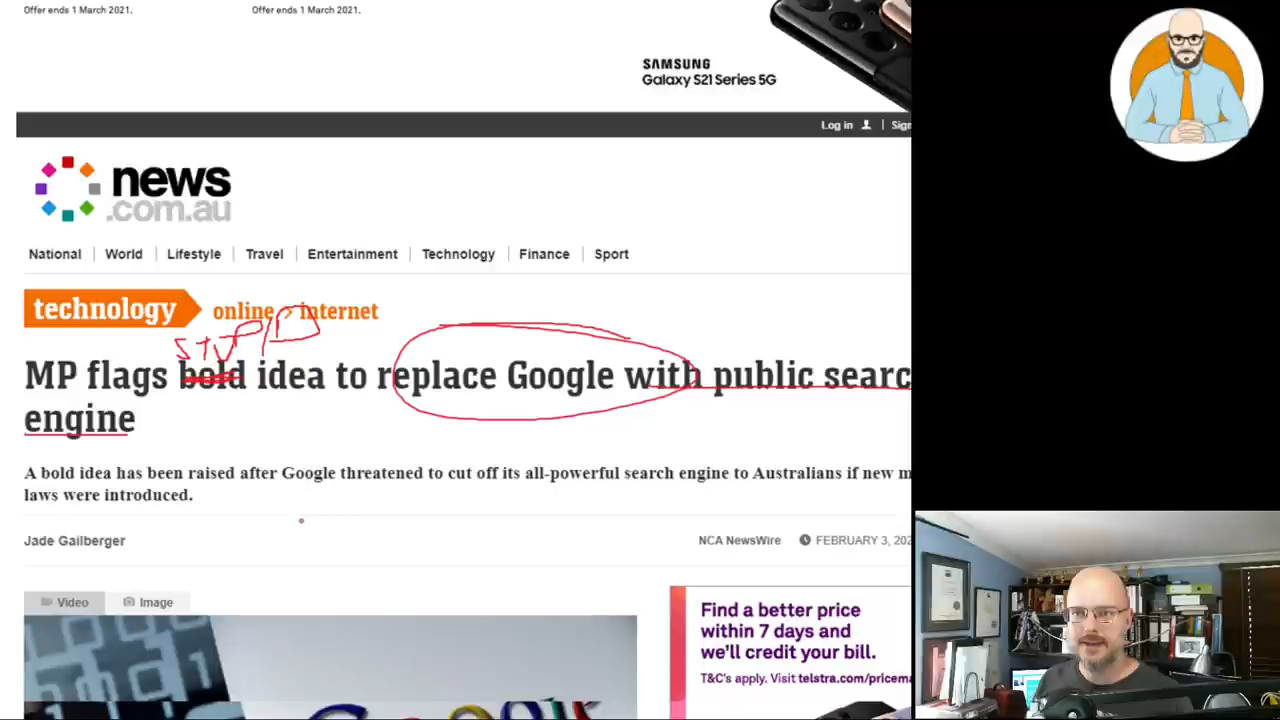 Offer ends 1 March 2021. Offer ends 1 March 2021.
SAMSUNG
Galaxy S21 Series 5G
Log in | Sign
news
.com.au
National World Lifestyle Travel Entertainment Technology Finance Sport
technology online > internet
STUPID
MP flags bold idea to replace Google with public searc
engine
A bold idea has been raised after Google threatened to cut off its all-powerful search engine to Australians if new m
laws were introduced.
Jade Gailberger NCA NewsWire FEBRUARY 3, 202
Video Image
Find a better price
within 7 days and
we'll credit your bill.
T&C's apply. Visit telstra.com/pricema
Google